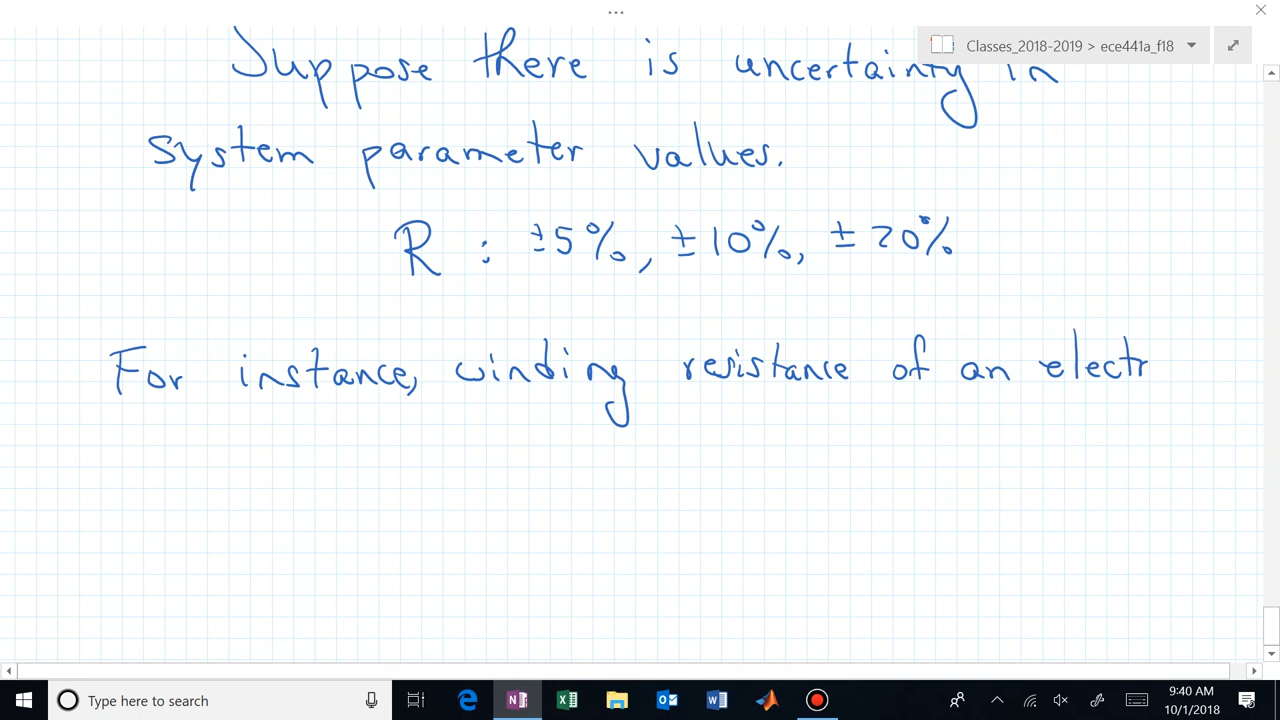 ...
Classes_2018-2019 > ece441a_f18
Suppose there is uncertainty in
system parameter values.
R : ±5%, ±10%, ±20%
For instance, winding resistance of an electr
Type here to search
9:40 AM
10/1/2018